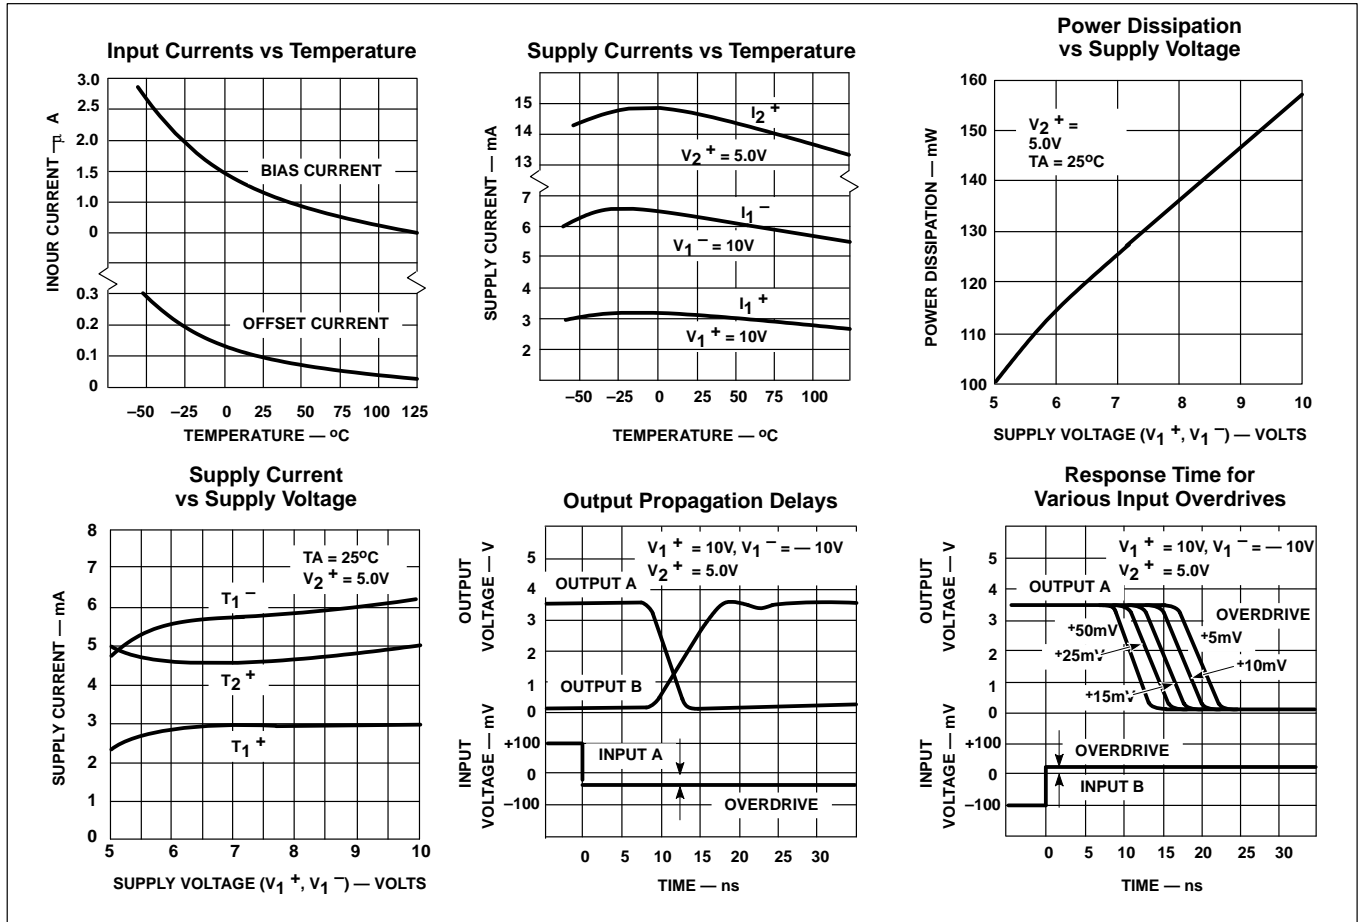 Input Currents vs Temperature
INOUR CURRENT –μ A
3.0
2.5
2.0
1.5
1.0
0
0.3
0.2
0.1
0
BIAS CURRENT
OFFSET CURRENT
–50 –25 0 25 50 75 100 125
TEMPERATURE — ºC
Supply Currents vs Temperature
SUPPLY CURRENT — mA
15
14
13
7
6
5
4
3
2
I2 +
V2 + = 5.0V
I1 –
V1 – = 10V
I1 +
V1 + = 10V
–50 –25 0 25 50 75 100
TEMPERATURE — ºC
Power Dissipation
vs Supply Voltage
POWER DISSIPATION — mW
160
150
140
130
120
110
100
V2 + =
5.0V
TA = 25ºC
5 6 7 8 9 10
SUPPLY VOLTAGE (V1 +, V1 –) — VOLTS
Supply Current
vs Supply Voltage
SUPPLY CURRENT — mA
8
7
6
5
4
3
2
1
0
TA = 25ºC
V2 + = 5.0V
T1 –
T2 +
T1 +
5 6 7 8 9 10
SUPPLY VOLTAGE (V1 +, V1 –) — VOLTS
Output Propagation Delays
OUTPUT
VOLTAGE — V
5
4
3
2
1
0
V1 + = 10V, V1 – = — 10V
V2 + = 5.0V
OUTPUT A
OUTPUT B
INPUT
VOLTAGE — mV
+100
0
–100
INPUT A
OVERDRIVE
0 5 10 15 20 25 30
TIME — ns
Response Time for
Various Input Overdrives
OUTPUT
VOLTAGE — V
5
4
3
2
1
0
V1 + = 10V, V1 – = — 10V
V2 + = 5.0V
OUTPUT A
OVERDRIVE
+50mV
+5mV
+25mV
+10mV
+15mV
INPUT
VOLTAGE — mV
+100
0
–100
OVERDRIVE
INPUT B
0 5 10 15 20 25 30
TIME — ns